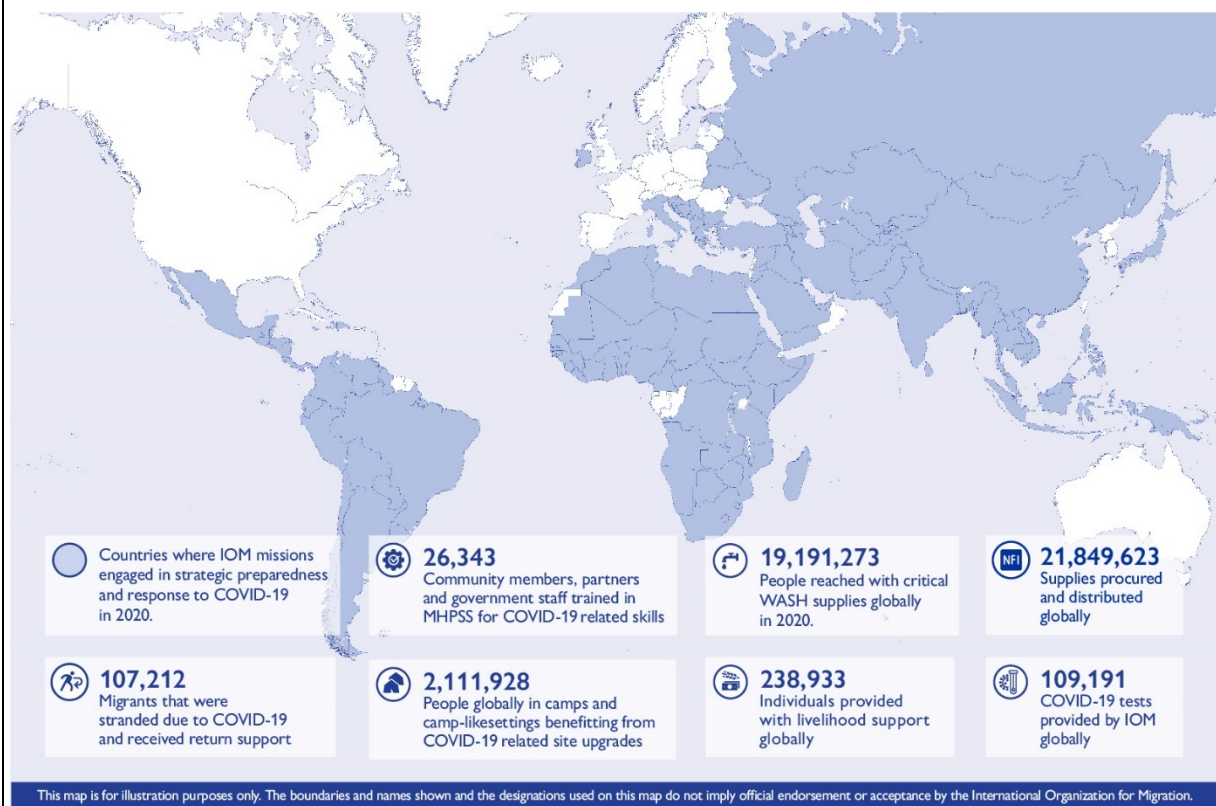 Countries where IOM missions
engaged in strategic preparedness
and response to COVID-19
in 2020.
26,343
Community members, partners
and government staff trained in
MHPSS for COVID-19 related skills
19,191,273
People reached with critical
WASH supplies globally
in 2020.
NFI
21,849,623
Supplies procured
and distributed
globally
107,212
Migrants that were
stranded due to COVID-19
and received return support
2,111,928
People globally in camps and
camp-likesettings benefitting from
COVID-19 related site upgrades
238,933
Individuals provided
with livelihood support
globally
109,191
COVID-19 tests
provided by IOM
globally
This map is for illustration purposes only. The boundaries and names shown and the designations used on this map do not imply official endorsement or acceptance by the International Organization for Migration.